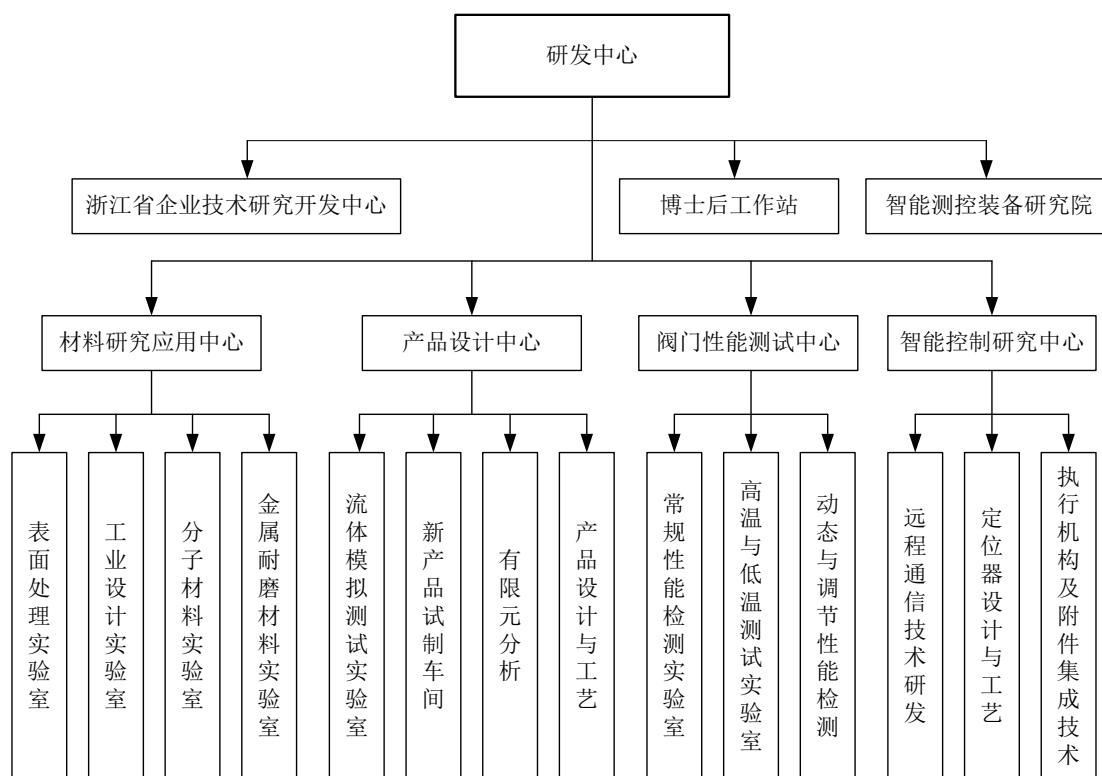 研发中心
浙江省企业技术研究开发中心
博士后工作站
智能测控装备研究院
材料研究应用中心
产品设计中心
阀门性能测试中心
智能控制研究中心
表面处理实验室
工业设计实验室
分子材料实验室
金属耐磨材料实验室
流体模拟测试实验室
新产品试制车间
有限元分析
产品设计与工艺
常规性能检测实验室
高温与低温测试实验室
动态与调节性能检测
远程通信技术研发
定位器设计与工艺
执行机构及附件集成技术